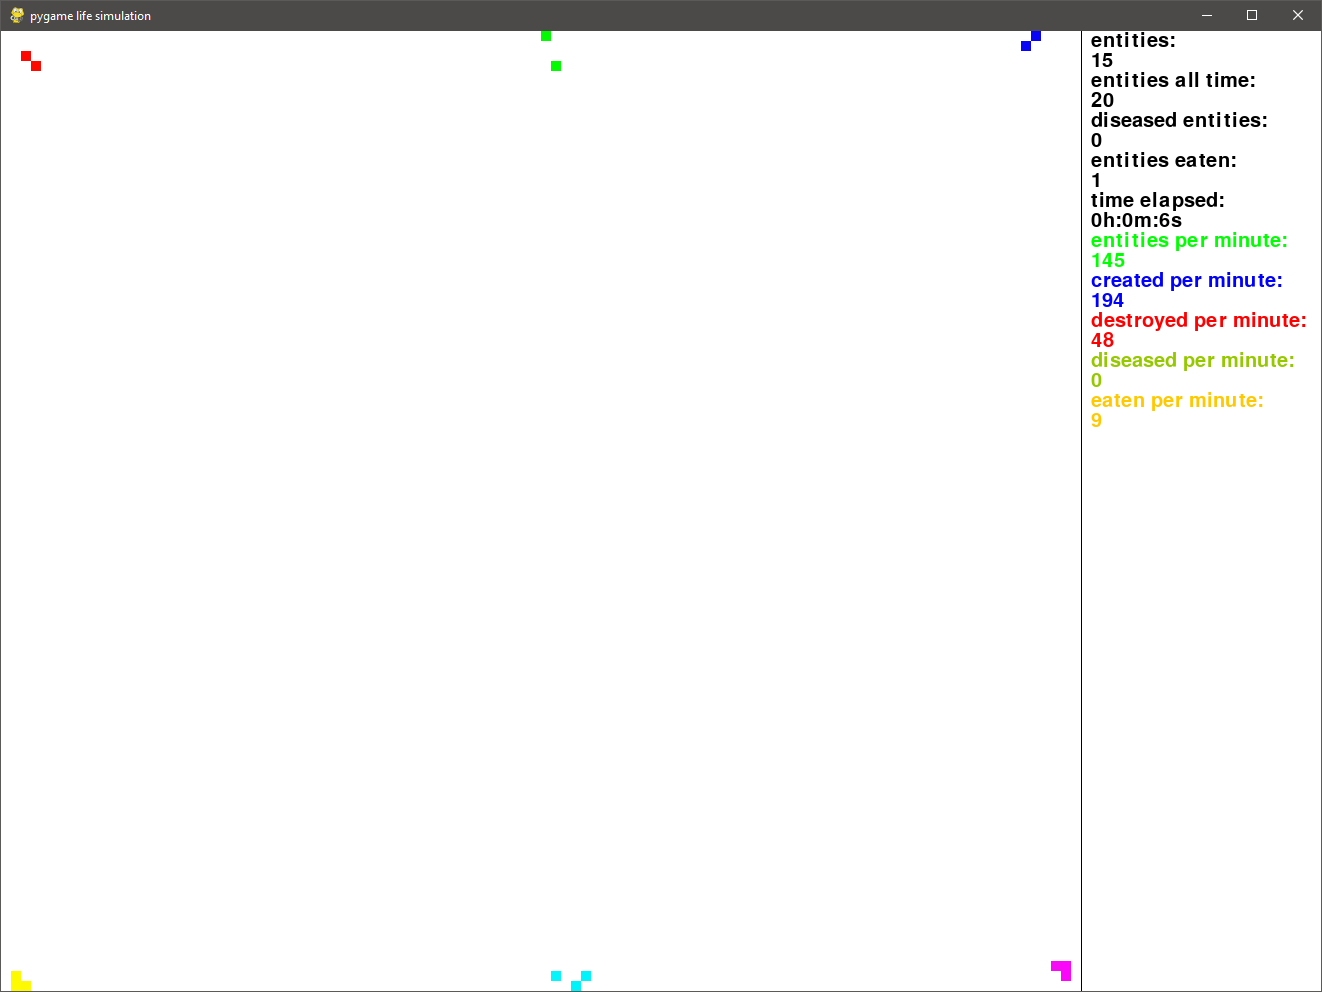 pygame life simulation
entities:
15
entities all time:
20
diseased entities:
0
entities eaten:
1
time elapsed:
0h:0m:6s
entities per minute:
145
created per minute:
194
destroyed per minute:
48
diseased per minute:
0
eaten per minute:
9